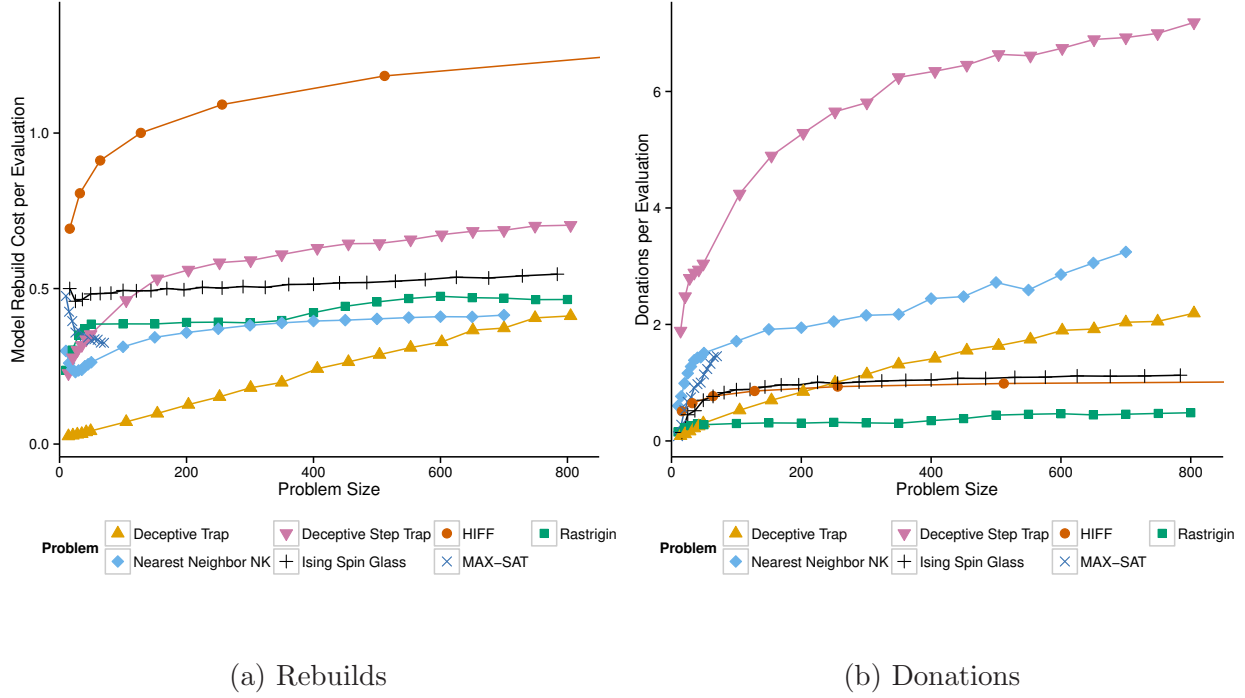 Model Rebuild Cost per Evaluation
1.0
0.5
0.0
0 200 400 600 800
Problem Size
Problem
Deceptive Trap Deceptive Step Trap HIFF Rastrigin
Nearest Neighbor NK Ising Spin Glass MAX−SAT
(a) Rebuilds
Donations per Evaluation
6
4
2
0
0 200 400 600 800
Problem Size
Problem
Deceptive Trap Deceptive Step Trap HIFF Rastrigin
Nearest Neighbor NK Ising Spin Glass MAX−SAT
(b) Donations